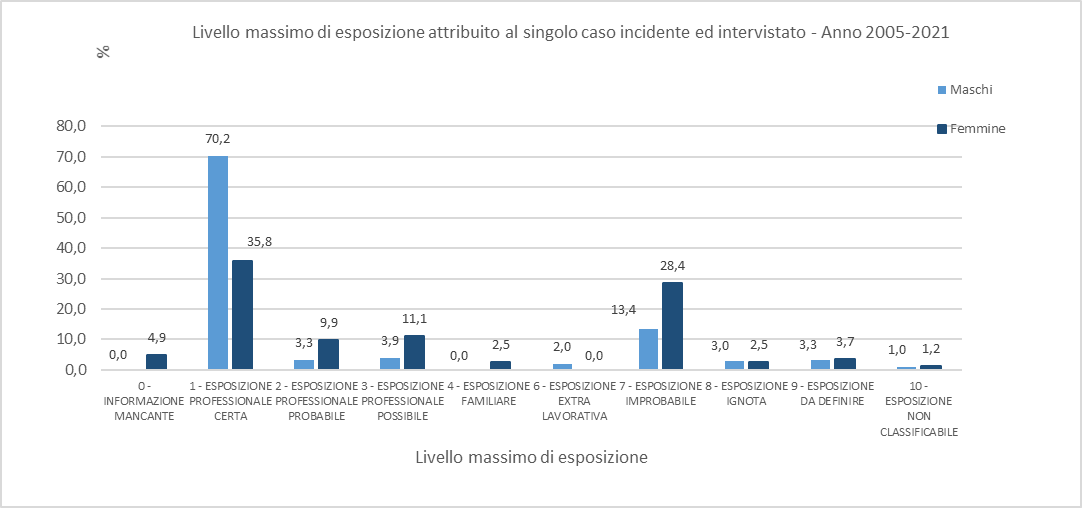 Livello massimo di esposizione attribuito al singolo caso incidente ed intervistato - Anno 2005-2021
%
Maschi
Femmine
80,0
70,0
60,0
50,0
40,0
30,0
20,0
10,0
0,0
0,0
4,9
70,2
35,8
3,3
9,9
3,9
11,1
0,0
2,5
2,0
0,0
13,4
28,4
3,0
2,5
3,3
3,7
1,0
1,2
0 -
INFORMAZIONE
MANCANTE
1 - ESPOSIZIONE
PROFESSIONALE
CERTA
2 - ESPOSIZIONE
PROFESSIONALE
PROBABILE
3 - ESPOSIZIONE
PROFESSIONALE
POSSIBILE
4 - ESPOSIZIONE
FAMILIARE
6 - ESPOSIZIONE
EXTRA
LAVORATIVA
7 - ESPOSIZIONE
IMPROBABILE
8 - ESPOSIZIONE
IGNOTA
9 - ESPOSIZIONE
DA DEFINIRE
10 -
ESPOSIZIONE
NON
CLASSIFICABILE
Livello massimo di esposizione